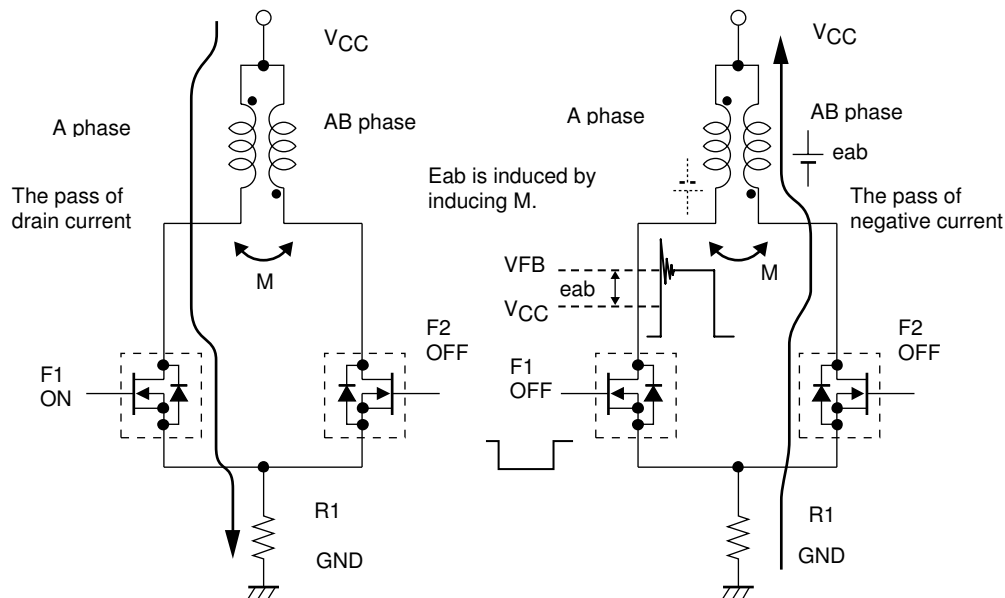 VCC
A phase
AB phase
The pass of
drain current
M
F1
ON
F2
OFF
R1
GND
VCC
A phase
AB phase
eab
Eab is induced by
inducing M.
The pass of
negative current
M
VFB
eab
VCC
F1
OFF
F2
OFF
R1
GND